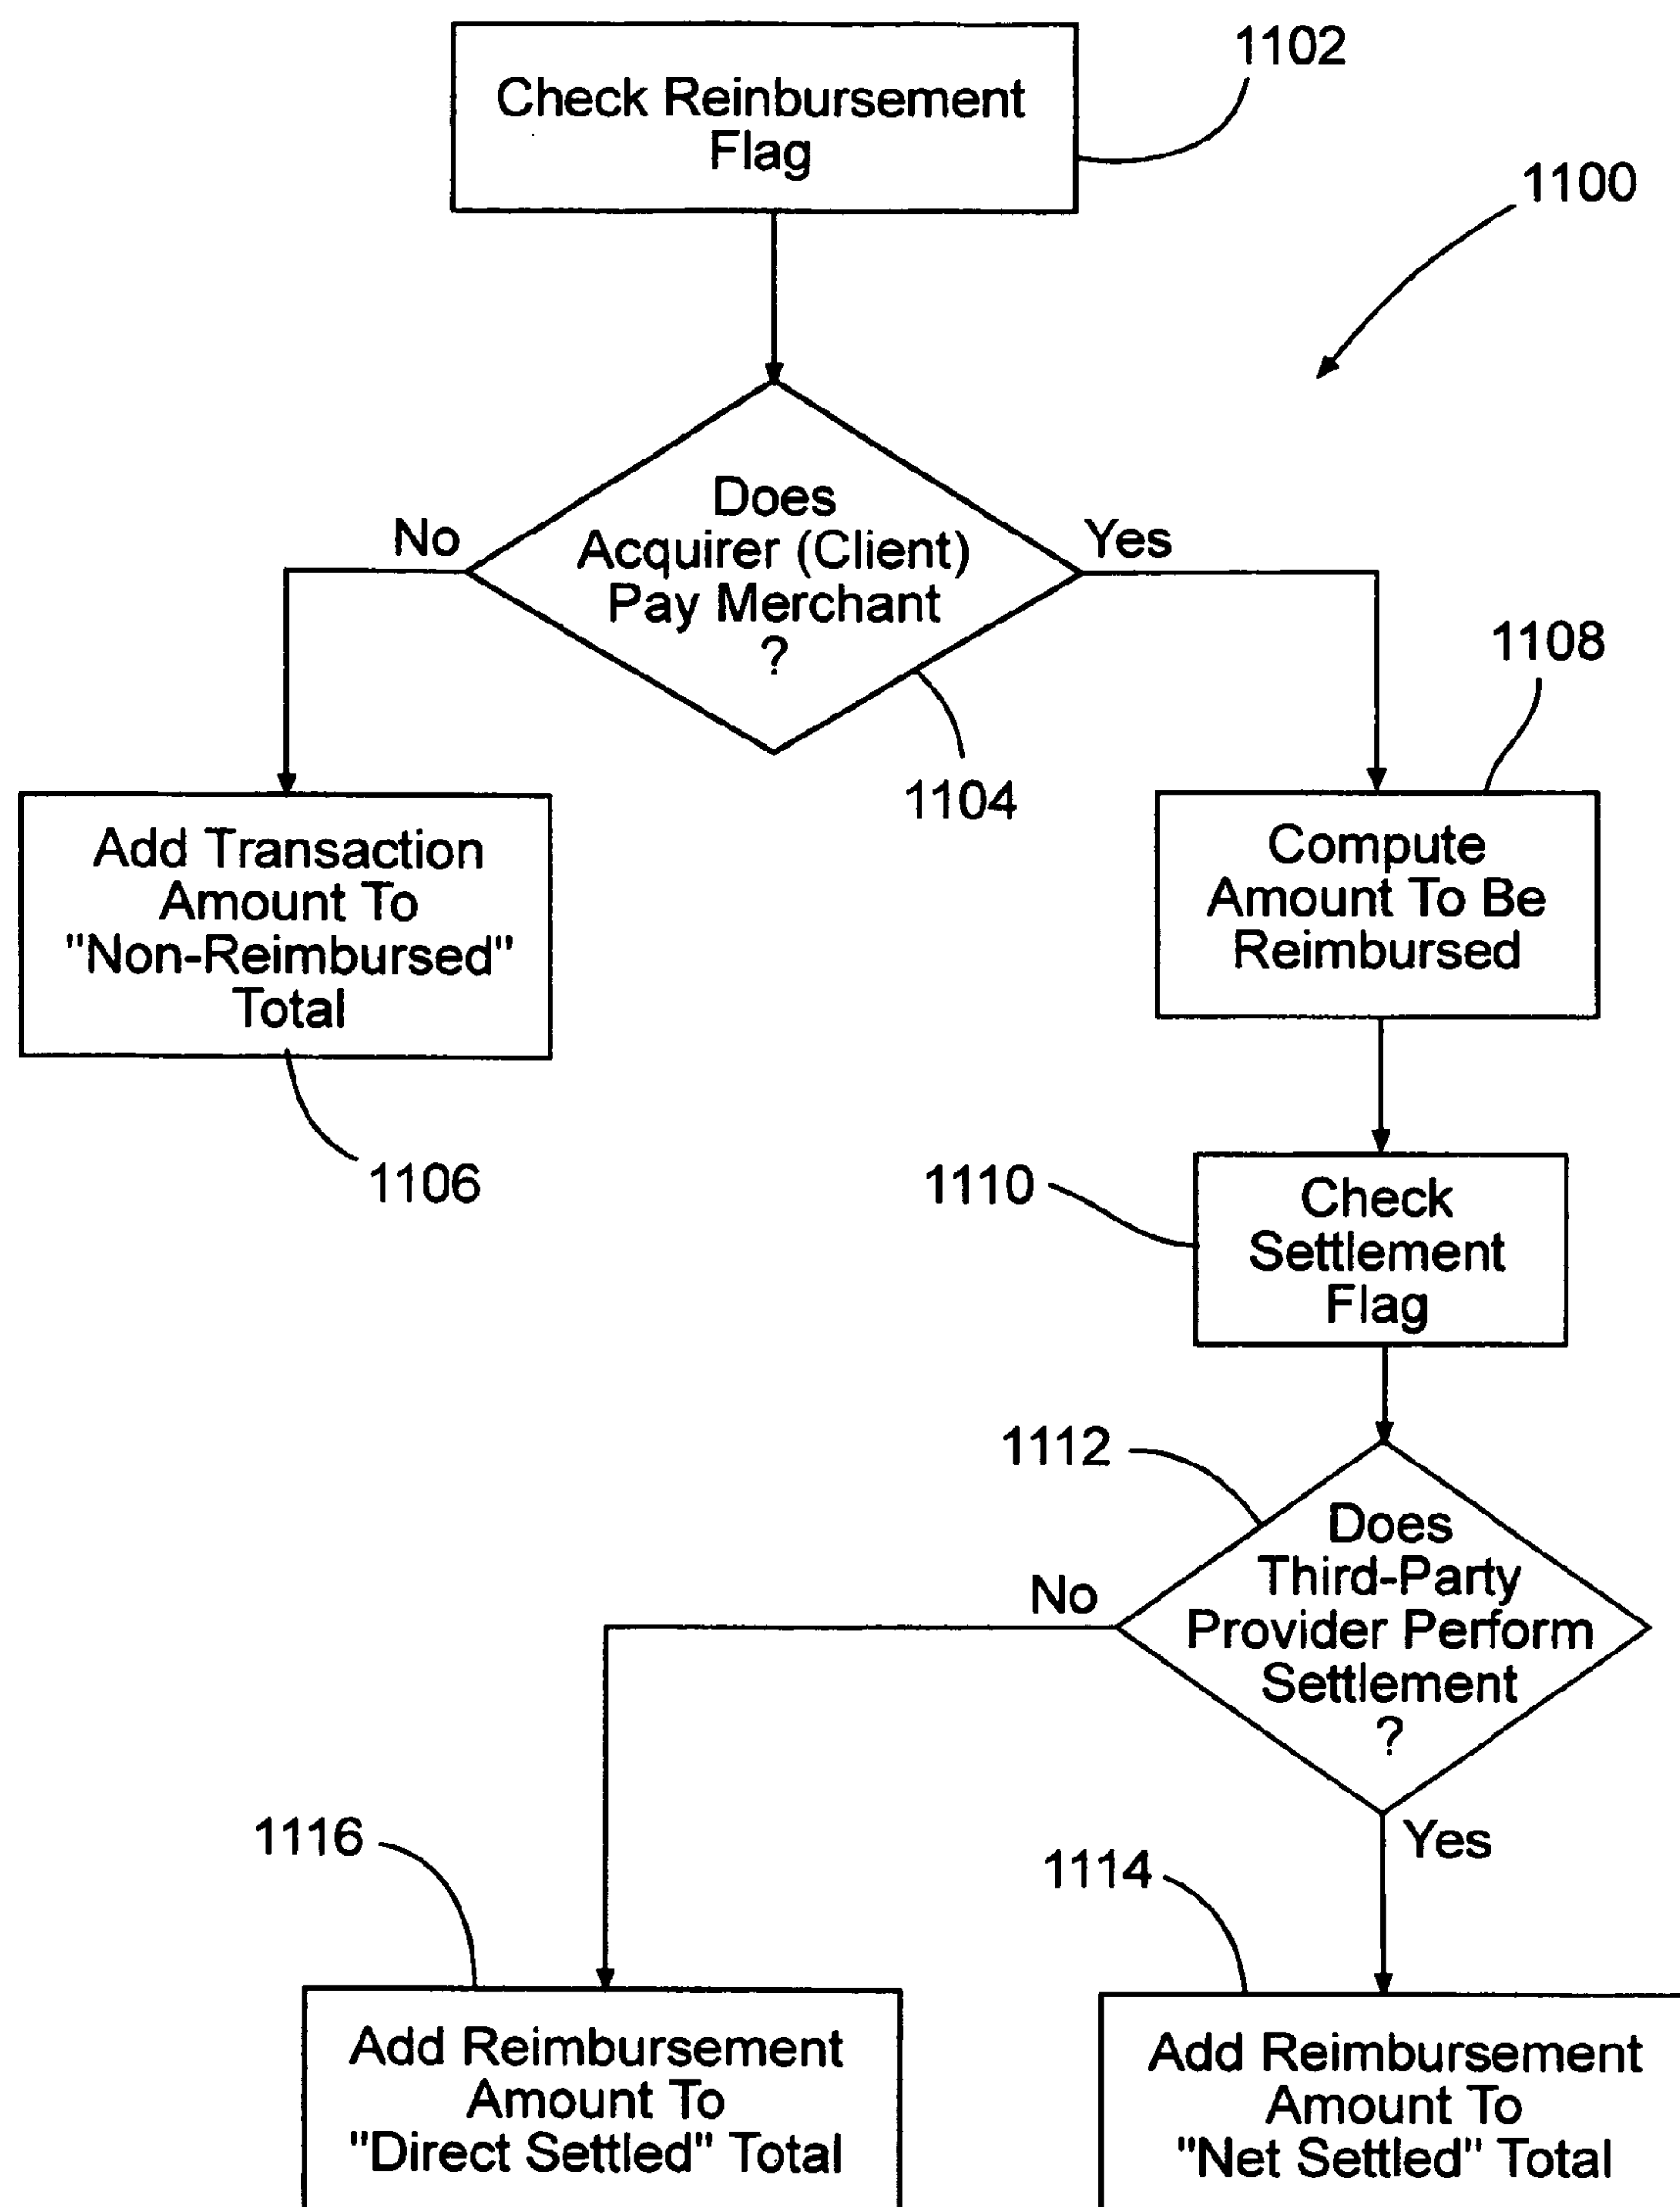 1102
Check Reinbursement
Flag
1100
Does
Acquirer (Client)
Pay Merchant
?
No
Yes
1104
1108
Add Transaction
Amount To
"Non-Reimbursed"
Total
1106
Compute
Amount To Be
Reimbursed
1110
Check
Settlement
Flag
1112
Does
Third-Party
Provider Perform
Settlement
?
No
Yes
1116
1114
Add Reimbursement
Amount To
"Direct Settled" Total
Add Reimbursement
Amount To
"Net Settled" Total